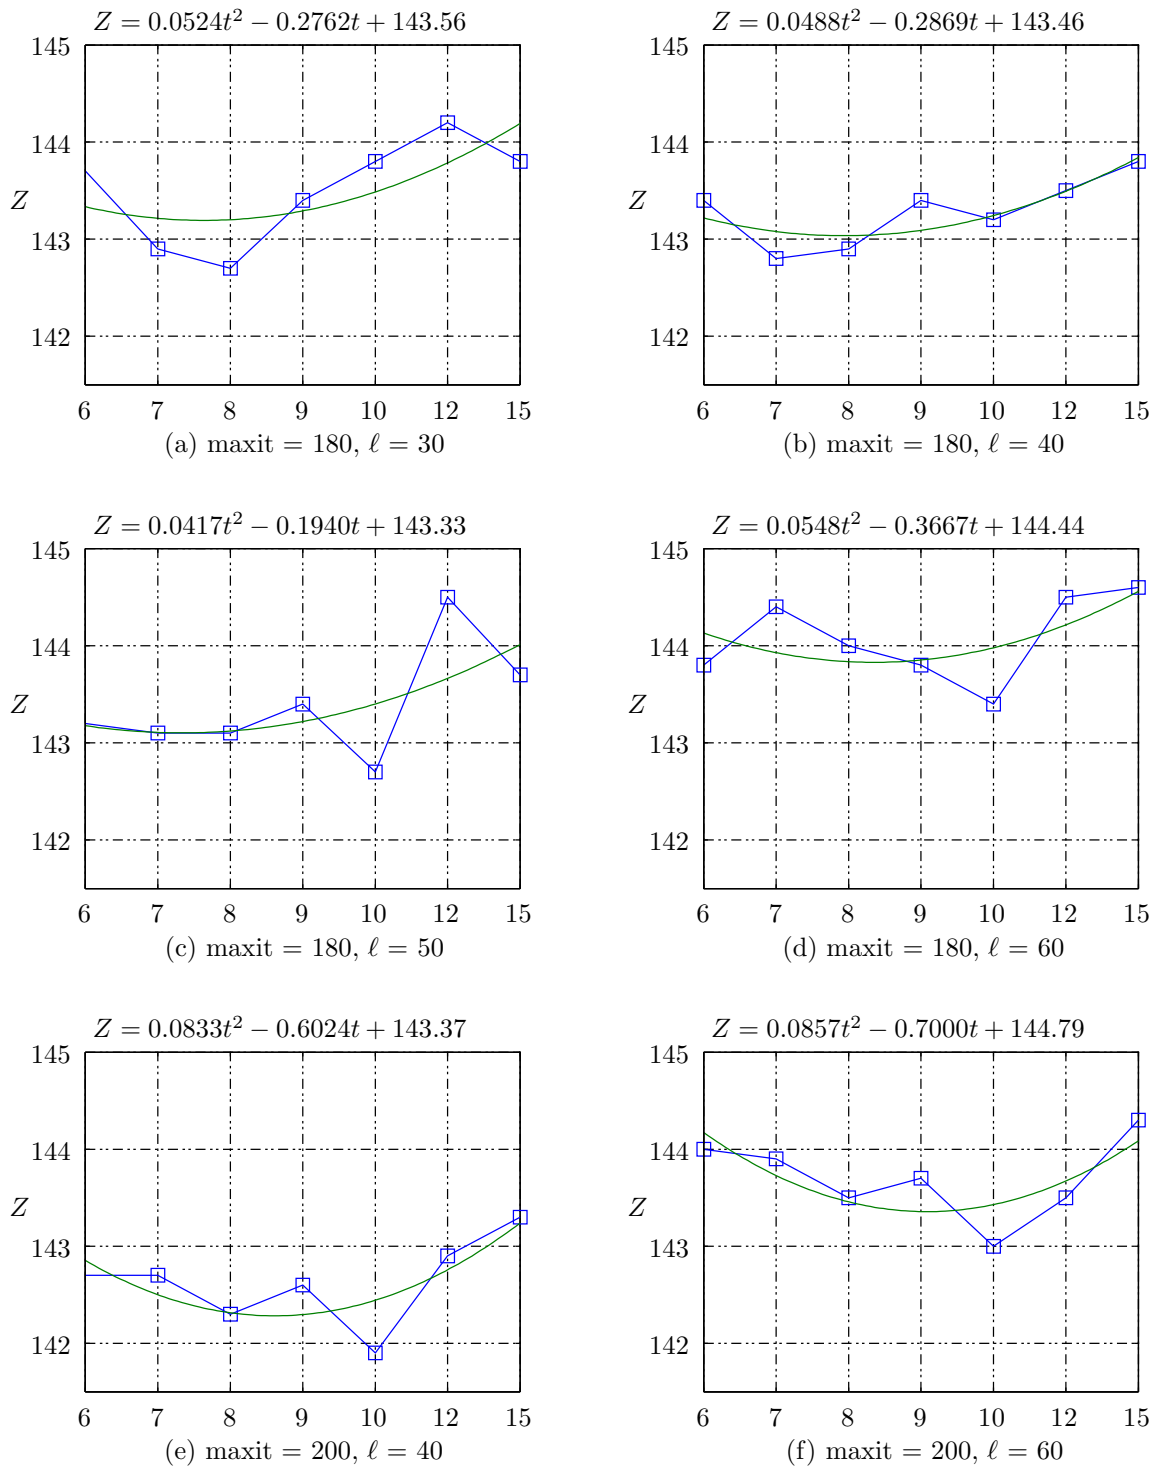 Z = 0.0524t² − 0.2762t + 143.56
145
144
Z
143
142
6 7 8 9 10 12 15
(a) maxit = 180, ℓ = 30
Z = 0.0488t² − 0.2869t + 143.46
145
144
Z
143
142
6 7 8 9 10 12 15
(b) maxit = 180, ℓ = 40
Z = 0.0417t² − 0.1940t + 143.33
145
144
Z
143
142
6 7 8 9 10 12 15
(c) maxit = 180, ℓ = 50
Z = 0.0548t² − 0.3667t + 144.44
145
144
Z
143
142
6 7 8 9 10 12 15
(d) maxit = 180, ℓ = 60
Z = 0.0833t² − 0.6024t + 143.37
145
144
Z
143
142
6 7 8 9 10 12 15
(e) maxit = 200, ℓ = 40
Z = 0.0857t² − 0.7000t + 144.79
145
144
Z
143
142
6 7 8 9 10 12 15
(f) maxit = 200, ℓ = 60